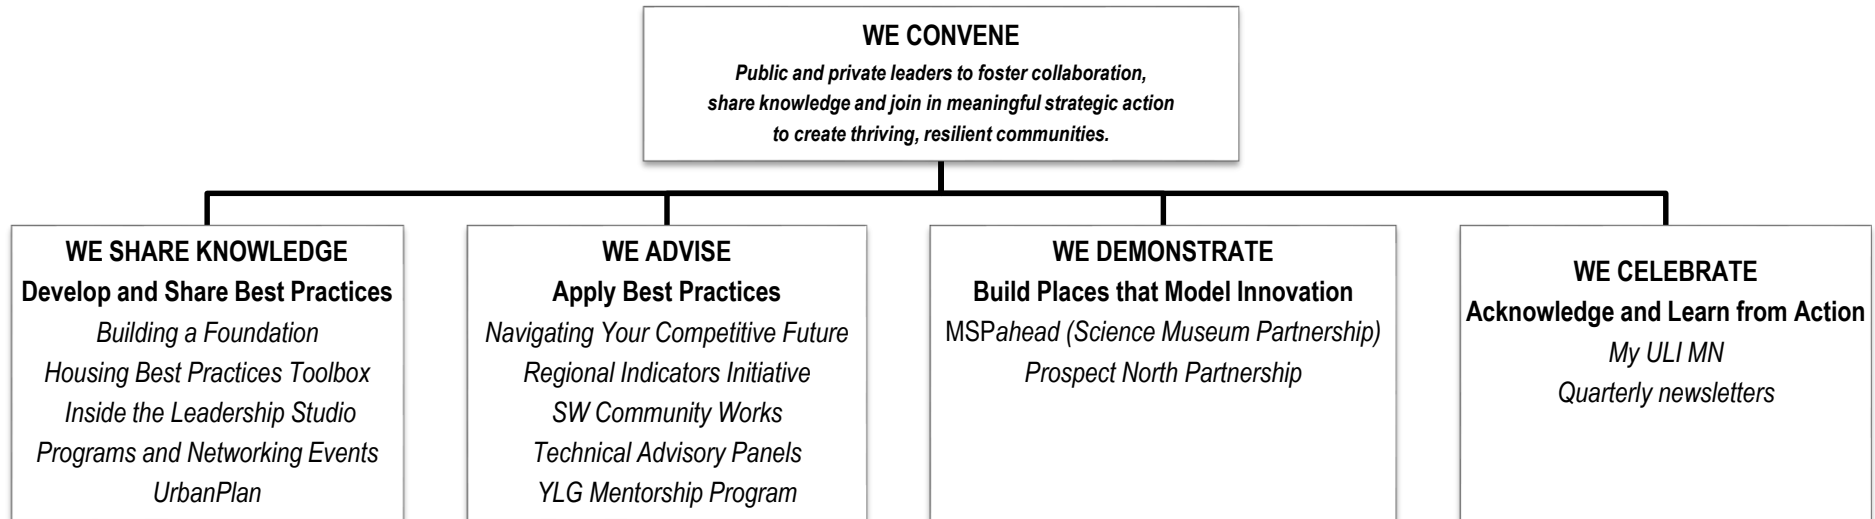 WE CONVENE
Public and private leaders to foster collaboration,
share knowledge and join in meaningful strategic action
to create thriving, resilient communities.
WE SHARE KNOWLEDGE
Develop and Share Best Practices
Building a Foundation
Housing Best Practices Toolbox
Inside the Leadership Studio
Programs and Networking Events
UrbanPlan
WE ADVISE
Apply Best Practices
Navigating Your Competitive Future
Regional Indicators Initiative
SW Community Works
Technical Advisory Panels
YLG Mentorship Program
WE DEMONSTRATE
Build Places that Model Innovation
MSPahead (Science Museum Partnership)
Prospect North Partnership
WE CELEBRATE
Acknowledge and Learn from Action
My ULI MN
Quarterly newsletters